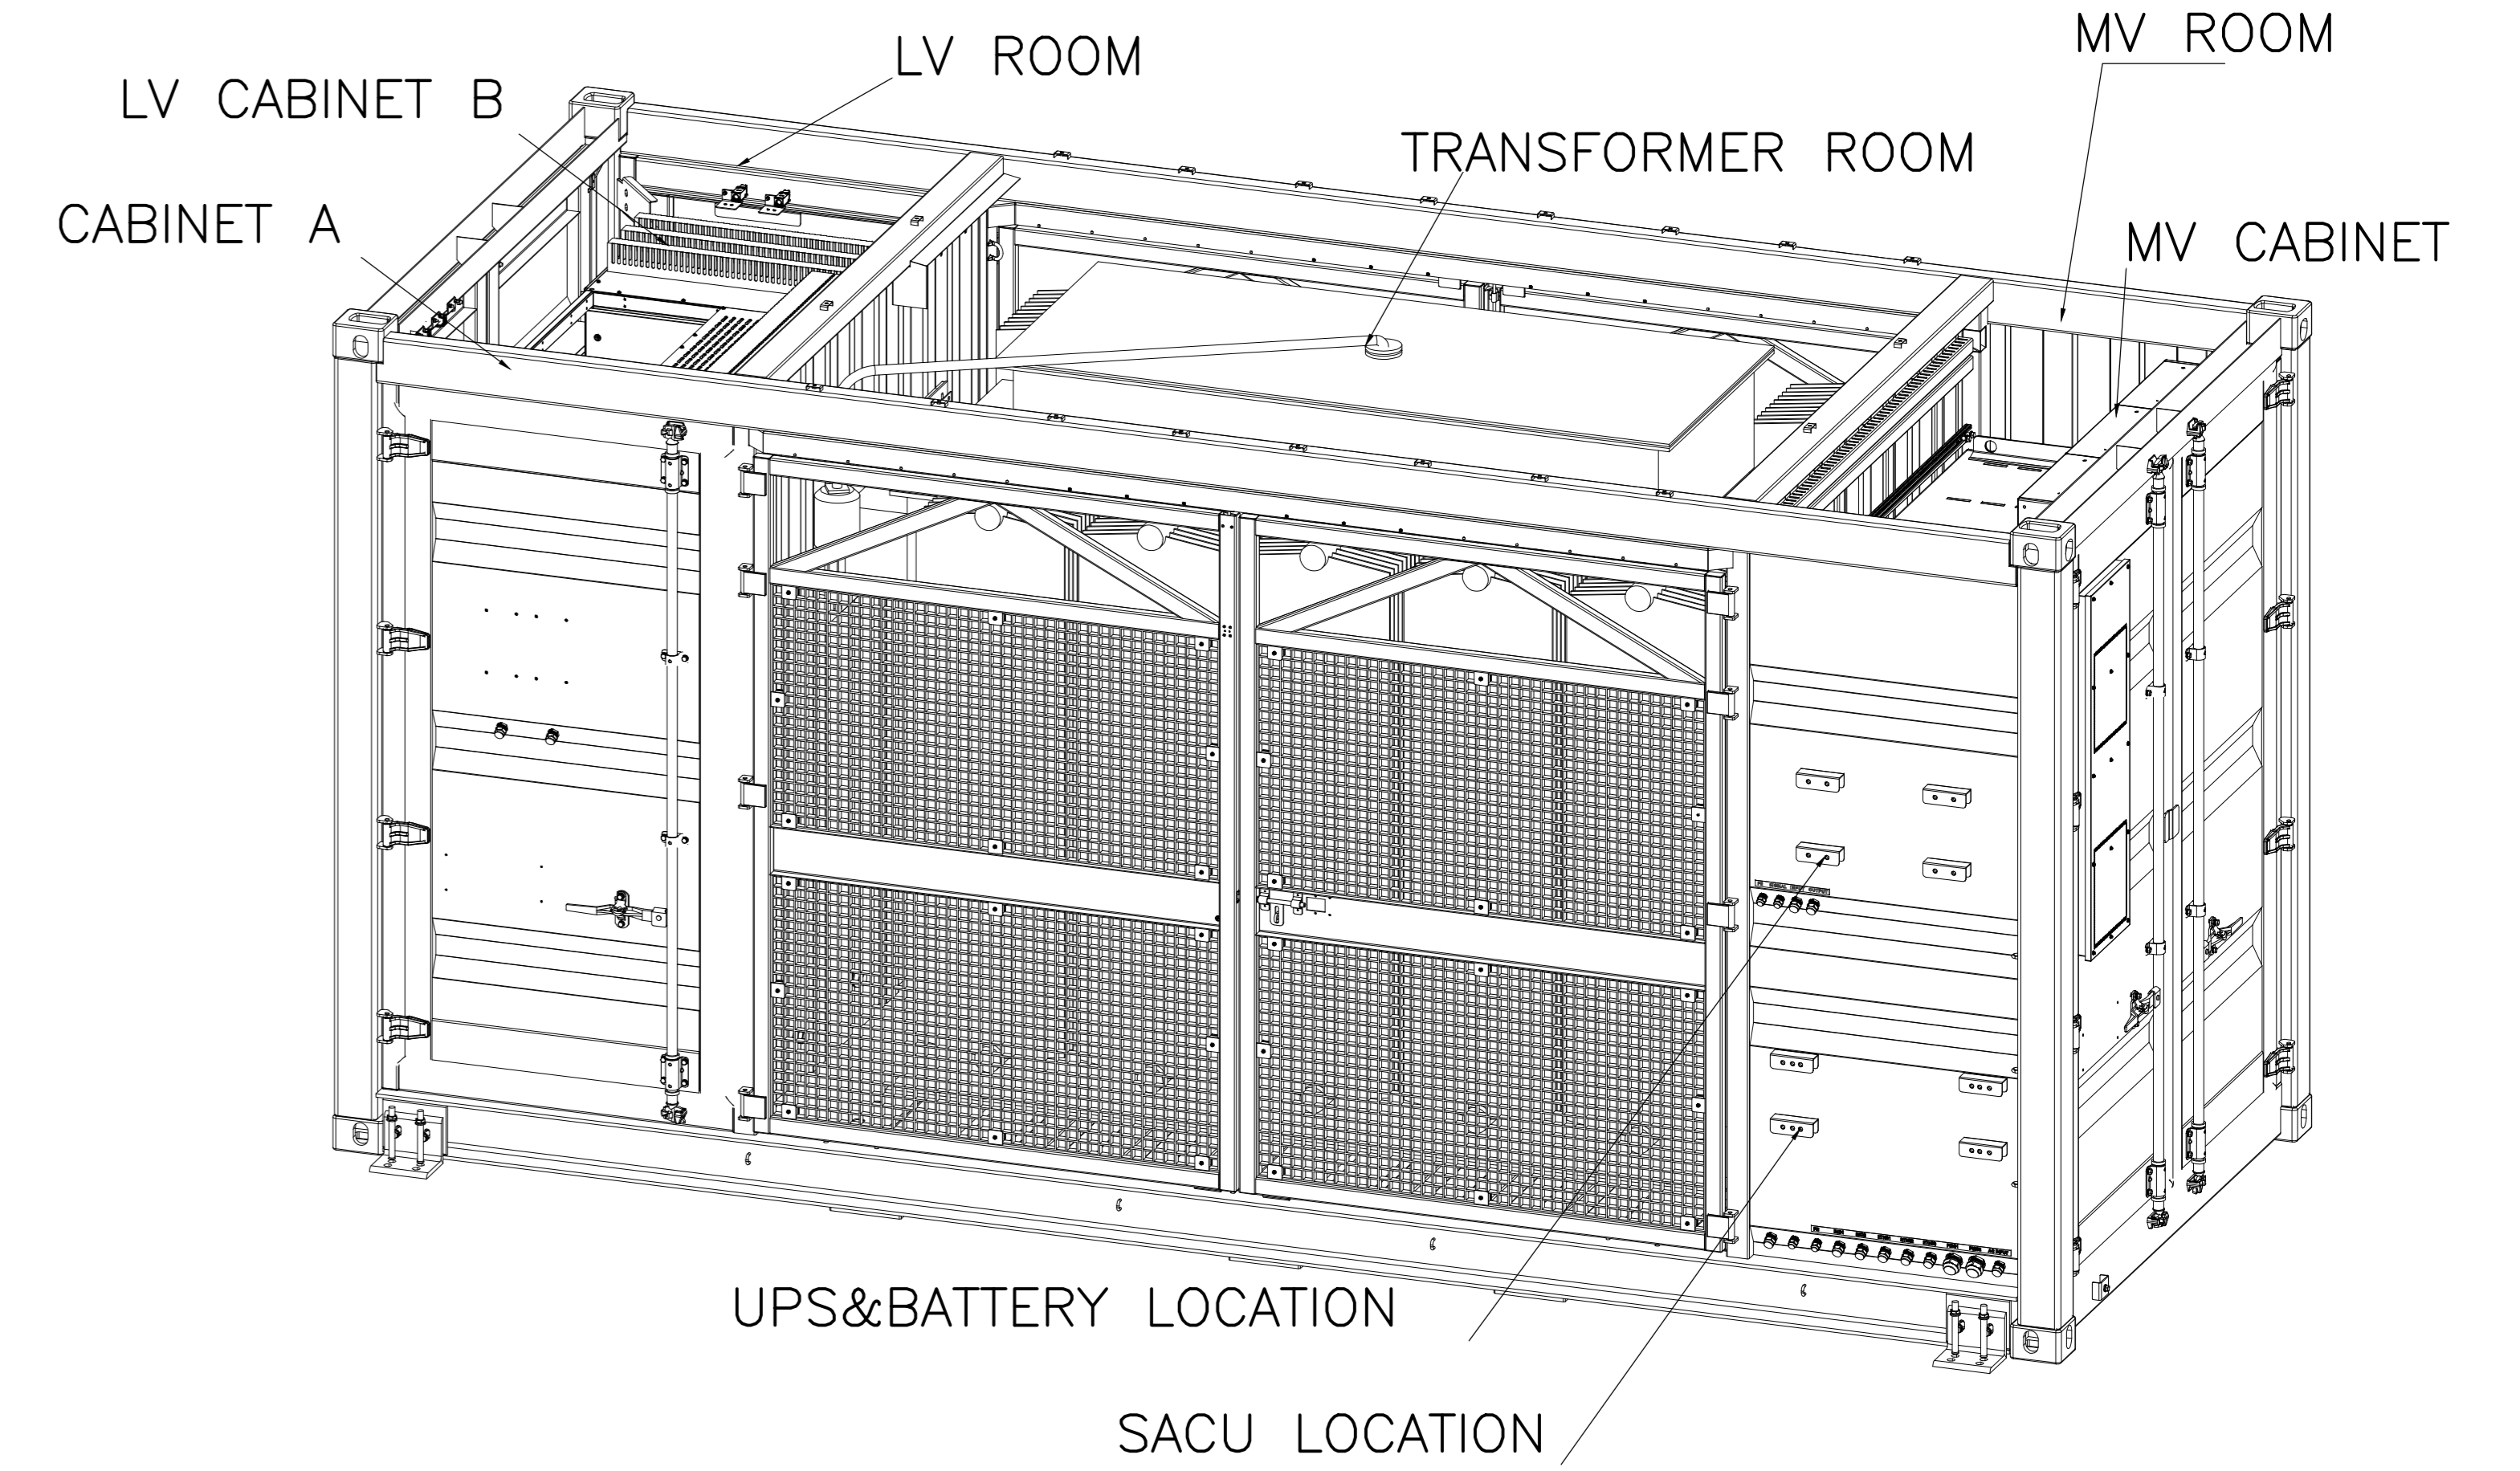 MV ROOM
LV ROOM
LV CABINET B
TRANSFORMER ROOM
CABINET A
MV CABINET
UPS&BATTERY LOCATION
SACU LOCATION